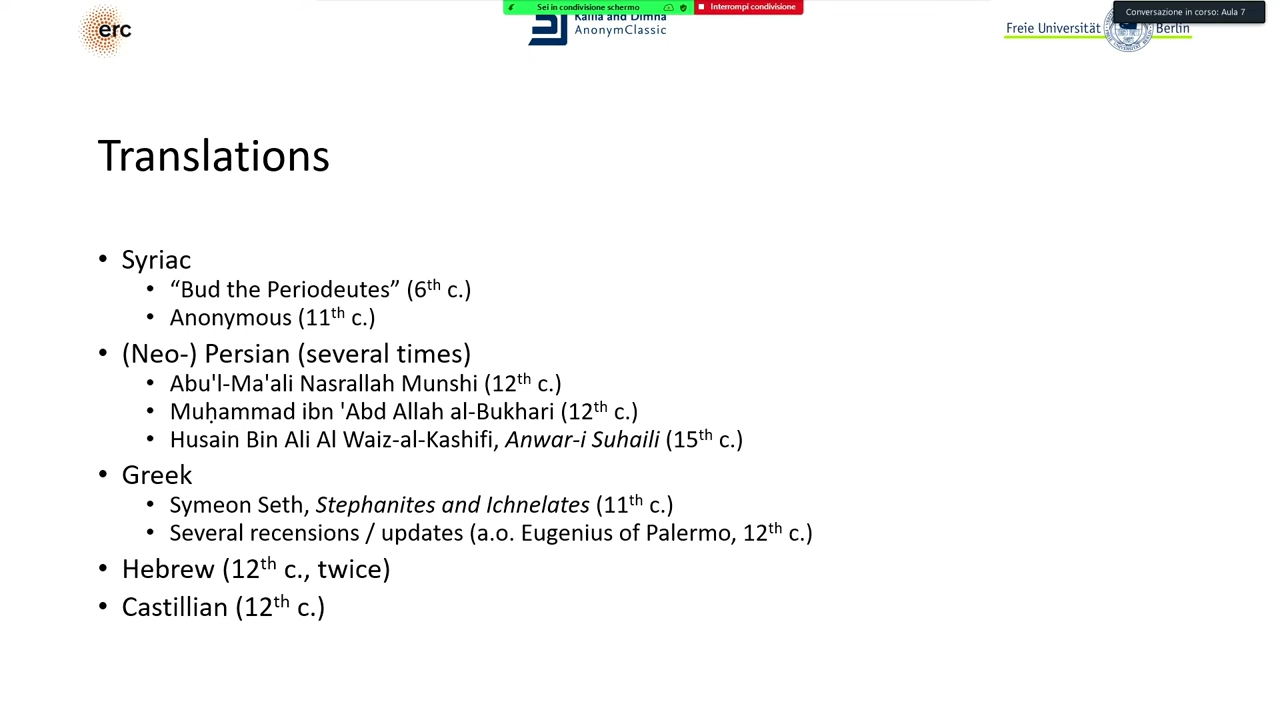 Sei in condivisione schermo
Interrompi condivisione
Conversazione in corso: Aula 7
erc
Kalila and Dimna
AnonymClassic
Freie Universität Berlin
Translations
• Syriac
• “Bud the Periodeutes” (6th c.)
• Anonymous (11th c.)
• (Neo-) Persian (several times)
• Abu'l-Ma'ali Nasrallah Munshi (12th c.)
• Muḥammad ibn 'Abd Allah al-Bukhari (12th c.)
• Husain Bin Ali Al Waiz-al-Kashifi, Anwar-i Suhaili (15th c.)
• Greek
• Symeon Seth, Stephanites and Ichnelates (11th c.)
• Several recensions / updates (a.o. Eugenius of Palermo, 12th c.)
• Hebrew (12th c., twice)
• Castillian (12th c.)